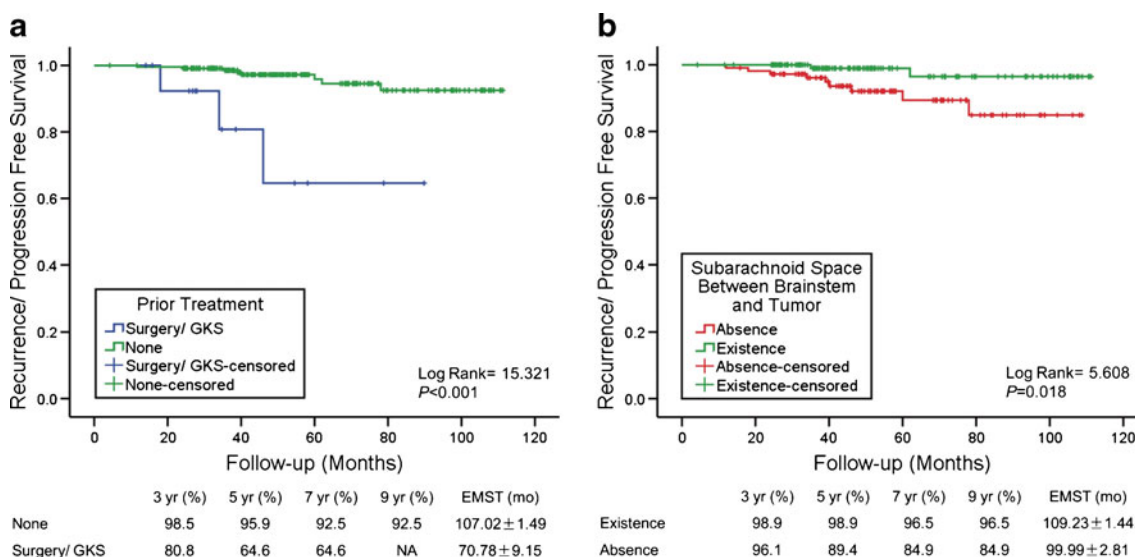 a
Recurrence/ Progression Free Survival
1.0
0.8
0.6
0.4
0.2
0.0
Prior Treatment
Surgery/ GKS
None
Surgery/ GKS-censored
None-censored
Log Rank= 15.321
P<0.001
0 20 40 60 80 100 120
Follow-up (Months)
3 yr (%) 5 yr (%) 7 yr (%) 9 yr (%) EMST (mo)
None 98.5 95.9 92.5 92.5 107.02±1.49
Surgery/ GKS 80.8 64.6 64.6 NA 70.78±9.15
b
Recurrence/ Progression Free Survival
1.0
0.8
0.6
0.4
0.2
0.0
Subarachnoid Space
Between Brainstem
and Tumor
Absence
Existence
Absence-censored
Existence-censored
Log Rank= 5.608
P=0.018
0 20 40 60 80 100 120
Follow-up (Months)
3 yr (%) 5 yr (%) 7 yr (%) 9 yr (%) EMST (mo)
Existence 98.9 98.9 96.5 96.5 109.23±1.44
Absence 96.1 89.4 84.9 84.9 99.99±2.81